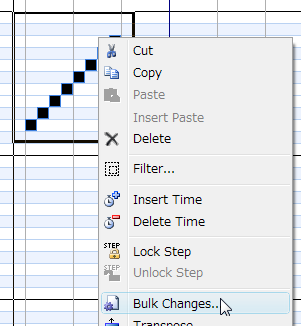 Cut
Copy
Paste
Insert Paste
Delete
Filter...
Insert Time
Delete Time
STEP
Lock Step
STEP
Unlock Step
Bulk Changes...
Transpose